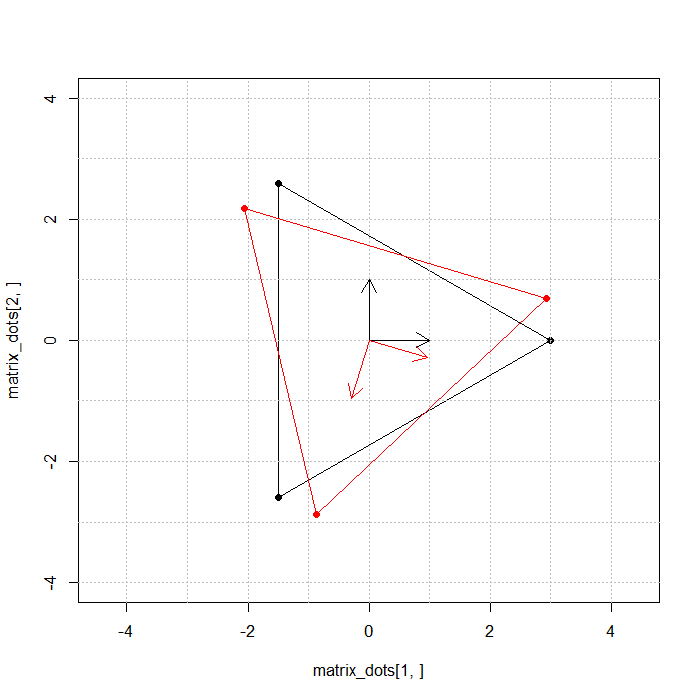 4
2
0
-2
-4
matrix_dots[2, ]
-4 -2 0 2 4
matrix_dots[1, ]